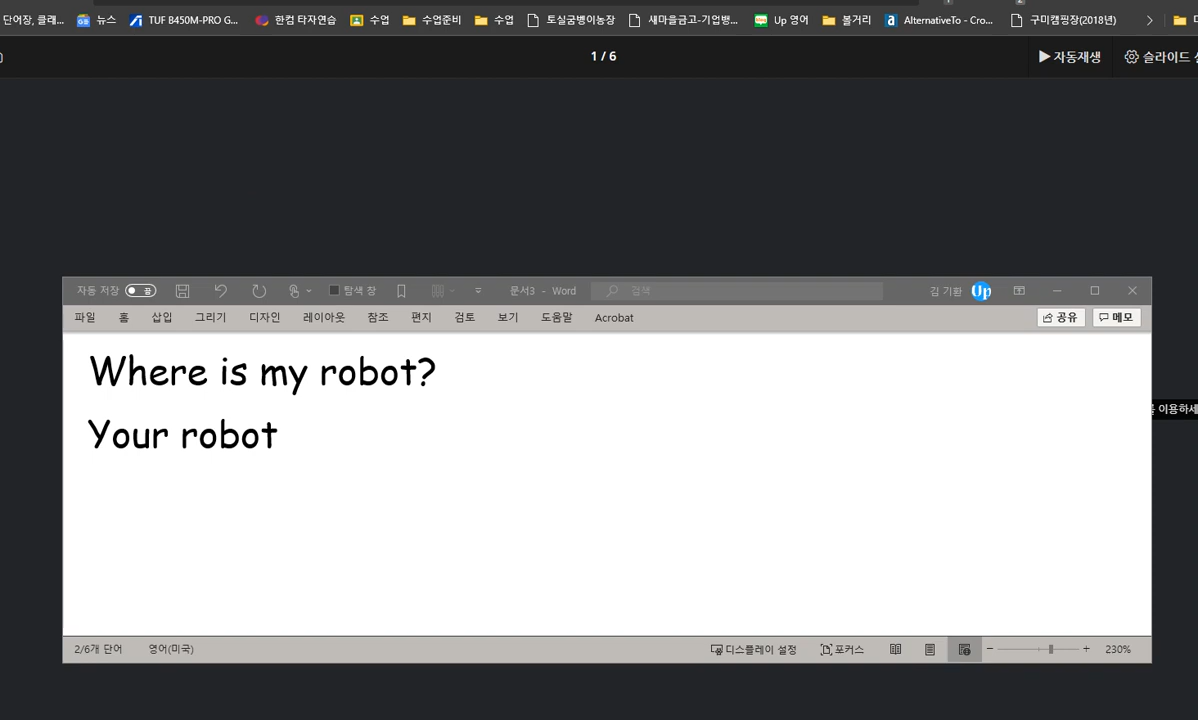 단어장, 클래... 뉴스 TUF B450M-PRO G... 한컴 타자연습 수업 수업준비 수업 토실굼벵이농장 새마을금고-기업뱅... Up 영어 볼거리 a AlternativeTo - Cro... 구미캠핑장(2018년)
1 / 6 자동재생 슬라이드
자동 저장 끔 탐색 창 문서3 - Word 검색 김 기환 Up
파일 홈 삽입 그리기 디자인 레이아웃 참조 편지 검토 보기 도움말 Acrobat 공유 메모
Where is my robot?
이용하세
Your robot
2/6개 단어 영어(미국) 디스플레이 설정 포커스 230%